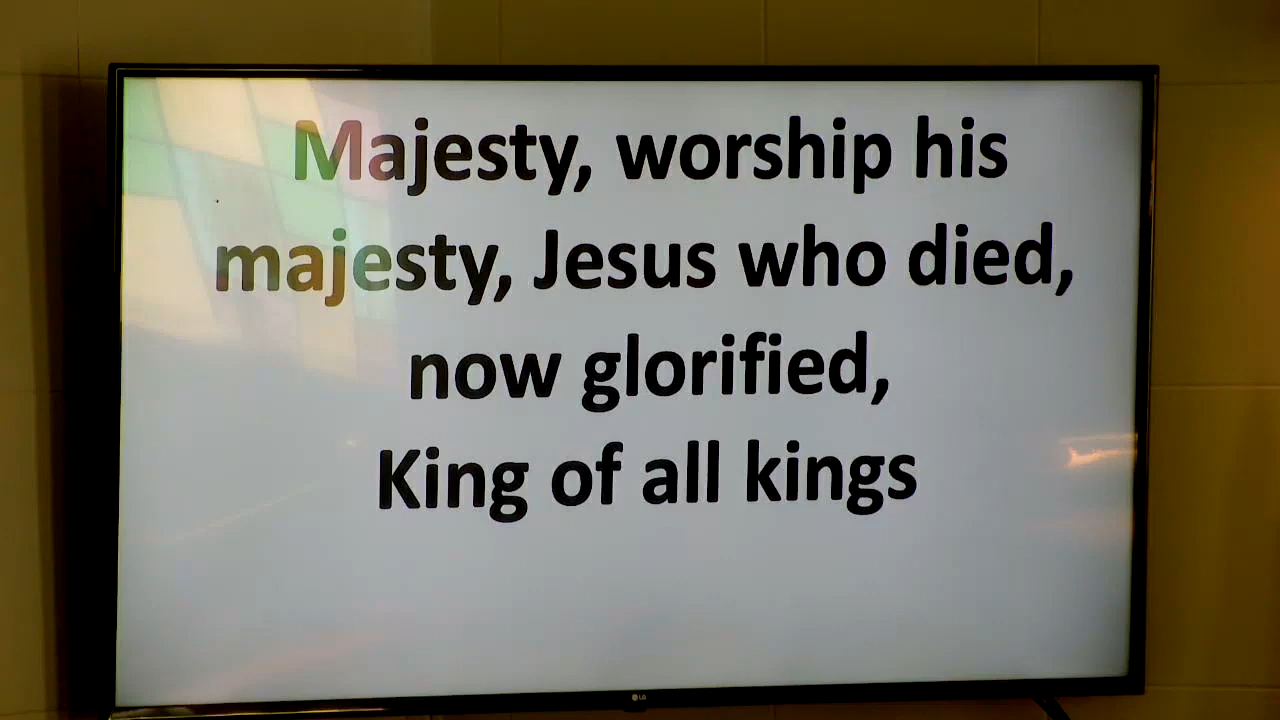 Majesty, worship his
majesty, Jesus who died,
now glorified,
King of all kings
LG